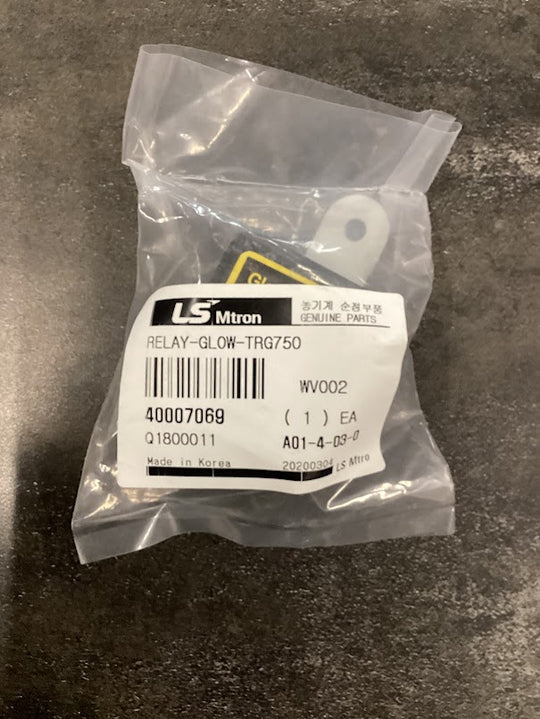 LS Mtron
농기계 순정부품
GENUINE PARTS
RELAY-GLOW-TRG750
WV002
40007069
( 1 ) EA
Q1800011
A01-4-03-0
Made in Korea
20200304 LS Mtro